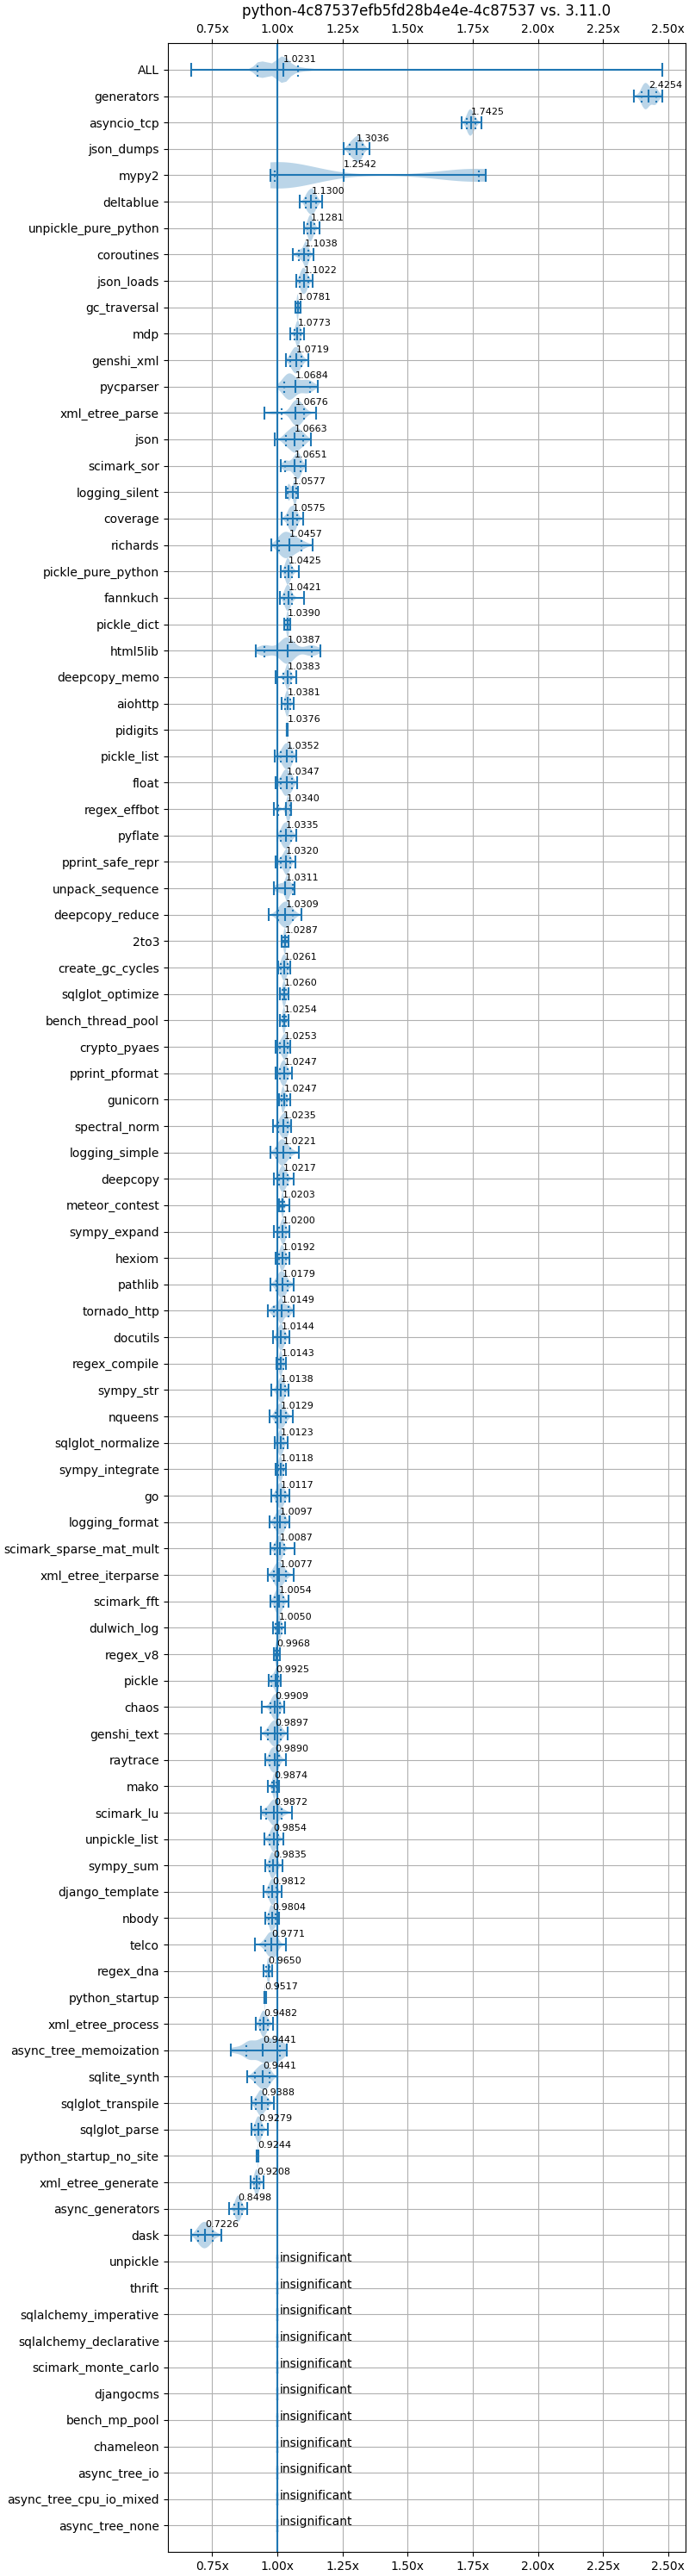 python-4c87537efb5fd28b4e4e-4c87537 vs. 3.11.0
0.75x 1.00x 1.25x 1.50x 1.75x 2.00x 2.25x 2.50x
ALL 1.0231
generators 2.4254
asyncio_tcp 1.7425
json_dumps 1.3036
mypy2 1.2542
deltablue 1.1300
unpickle_pure_python 1.1281
coroutines 1.1038
json_loads 1.1022
gc_traversal 1.0781
mdp 1.0773
genshi_xml 1.0719
pycparser 1.0684
xml_etree_parse 1.0676
json 1.0663
scimark_sor 1.0651
logging_silent 1.0577
coverage 1.0575
richards 1.0457
pickle_pure_python 1.0425
fannkuch 1.0421
pickle_dict 1.0390
html5lib 1.0387
deepcopy_memo 1.0383
aiohttp 1.0381
pidigits 1.0376
pickle_list 1.0352
float 1.0347
regex_effbot 1.0340
pyflate 1.0335
pprint_safe_repr 1.0320
unpack_sequence 1.0311
deepcopy_reduce 1.0309
2to3 1.0287
create_gc_cycles 1.0261
sqlglot_optimize 1.0260
bench_thread_pool 1.0254
crypto_pyaes 1.0253
pprint_pformat 1.0247
gunicorn 1.0247
spectral_norm 1.0235
logging_simple 1.0221
deepcopy 1.0217
meteor_contest 1.0203
sympy_expand 1.0200
hexiom 1.0192
pathlib 1.0179
tornado_http 1.0149
docutils 1.0144
regex_compile 1.0143
sympy_str 1.0138
nqueens 1.0129
sqlglot_normalize 1.0123
sympy_integrate 1.0118
go 1.0117
logging_format 1.0097
scimark_sparse_mat_mult 1.0087
xml_etree_iterparse 1.0077
scimark_fft 1.0054
dulwich_log 1.0050
regex_v8 0.9968
pickle 0.9925
chaos 0.9909
genshi_text 0.9897
raytrace 0.9890
mako 0.9874
scimark_lu 0.9872
unpickle_list 0.9854
sympy_sum 0.9835
django_template 0.9812
nbody 0.9804
telco 0.9771
regex_dna 0.9650
python_startup 0.9517
xml_etree_process 0.9482
async_tree_memoization 0.9441
sqlite_synth 0.9441
sqlglot_transpile 0.9388
sqlglot_parse 0.9279
python_startup_no_site 0.9244
xml_etree_generate 0.9208
async_generators 0.8498
dask 0.7226
unpickle insignificant
thrift insignificant
sqlalchemy_imperative insignificant
sqlalchemy_declarative insignificant
scimark_monte_carlo insignificant
djangocms insignificant
bench_mp_pool insignificant
chameleon insignificant
async_tree_io insignificant
async_tree_cpu_io_mixed insignificant
async_tree_none insignificant
0.75x 1.00x 1.25x 1.50x 1.75x 2.00x 2.25x 2.50x